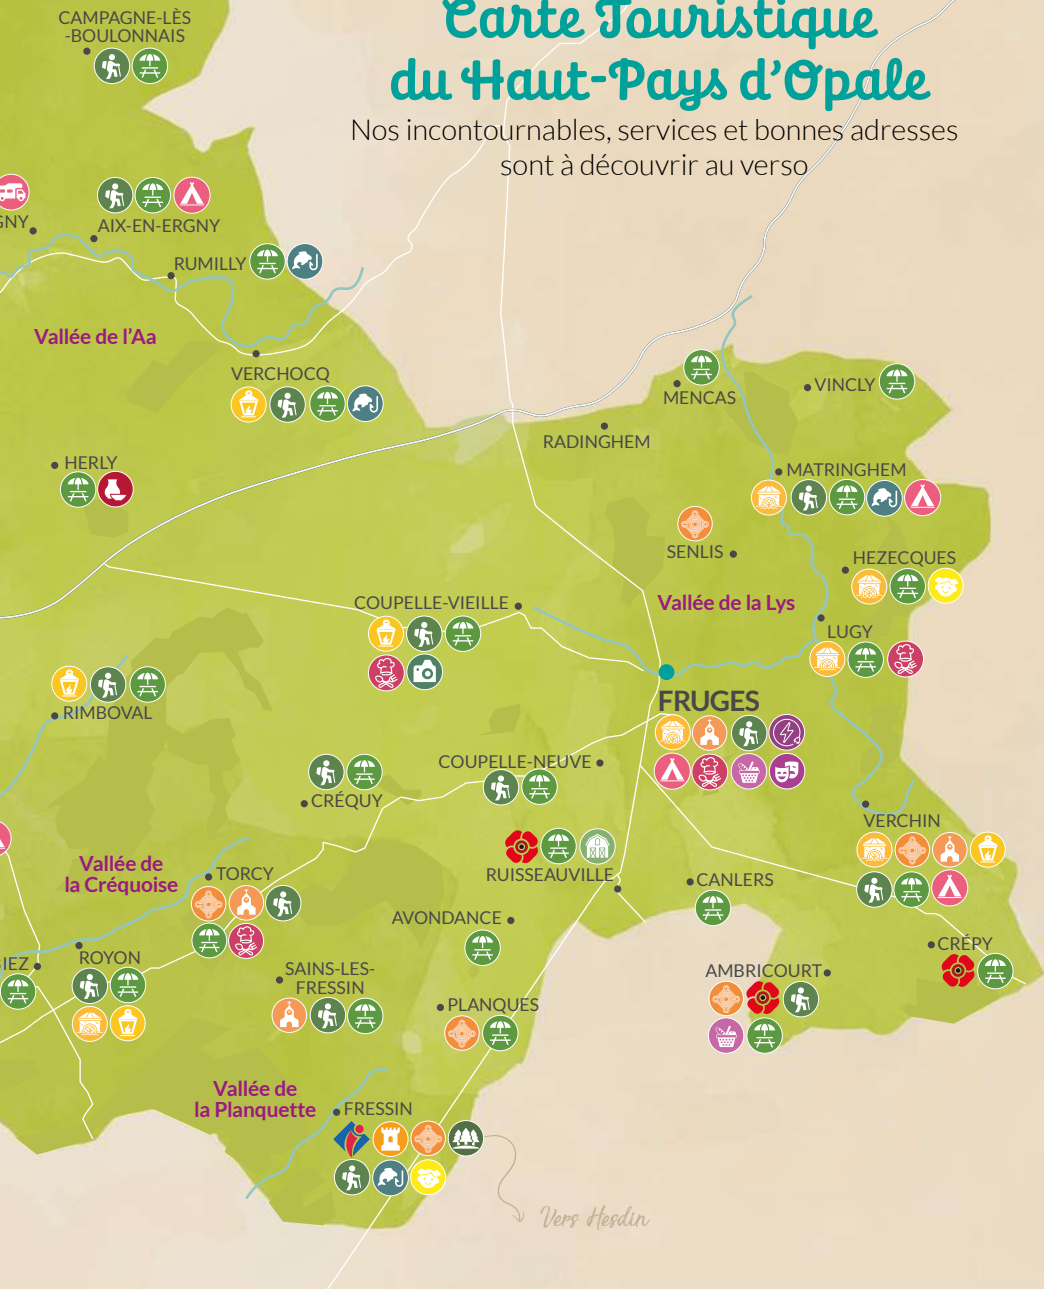 CAMPAGNE-LÈS
-BOULONNAIS
Carte Touristique
du Haut-Pays d'Opale
Nos incontournables, services et bonnes adresses
sont à découvrir au verso
GNY
AIX-EN-ERGNY
RUMILLY
Vallée de l'Aa
VERCHOCQ
MENCAS
VINCLY
RADINGHEM
HERLY
MATRINGHEM
SENLIS
HEZECQUES
COUPELLE-VIEILLE
Vallée de la Lys
LUGY
RIMBOVAL
FRUGES
COUPELLE-NEUVE
CRÉQUY
VERCHIN
Vallée de
la Créquoise
TORCY
RUISSEAUVILLE
CANLERS
AVONDANCE
IEZ
ROYON
SAINS-LES-
FRESSIN
CRÉPY
AMBRICOURT
PLANQUES
Vallée de
la Planquette
FRESSIN
Vers Hesdin